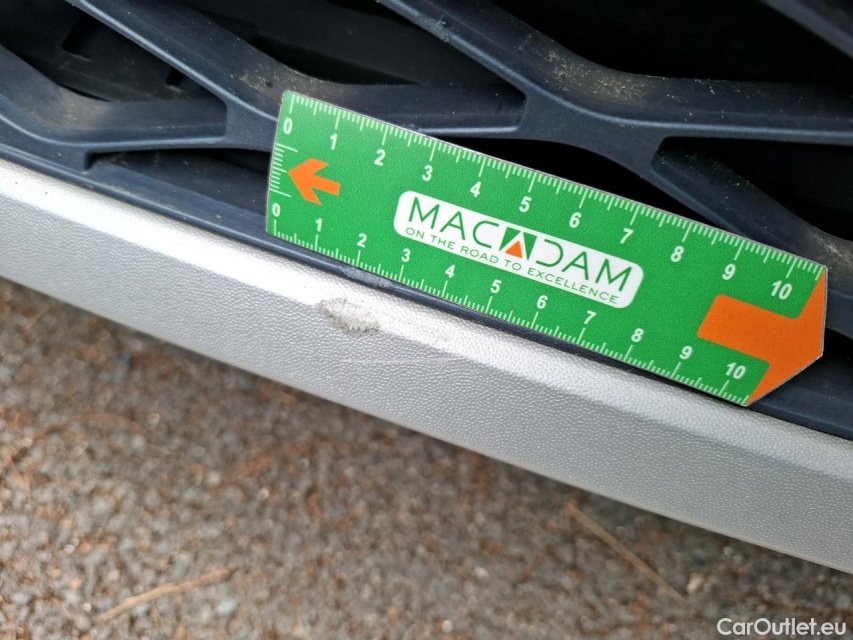 0 1 2 3 4 5 6 7 8 9 10
MACADAM
ON THE ROAD TO EXCELLENCE
0 1 2 3 4 5 6 7 8 9 10
CarOutlet.eu